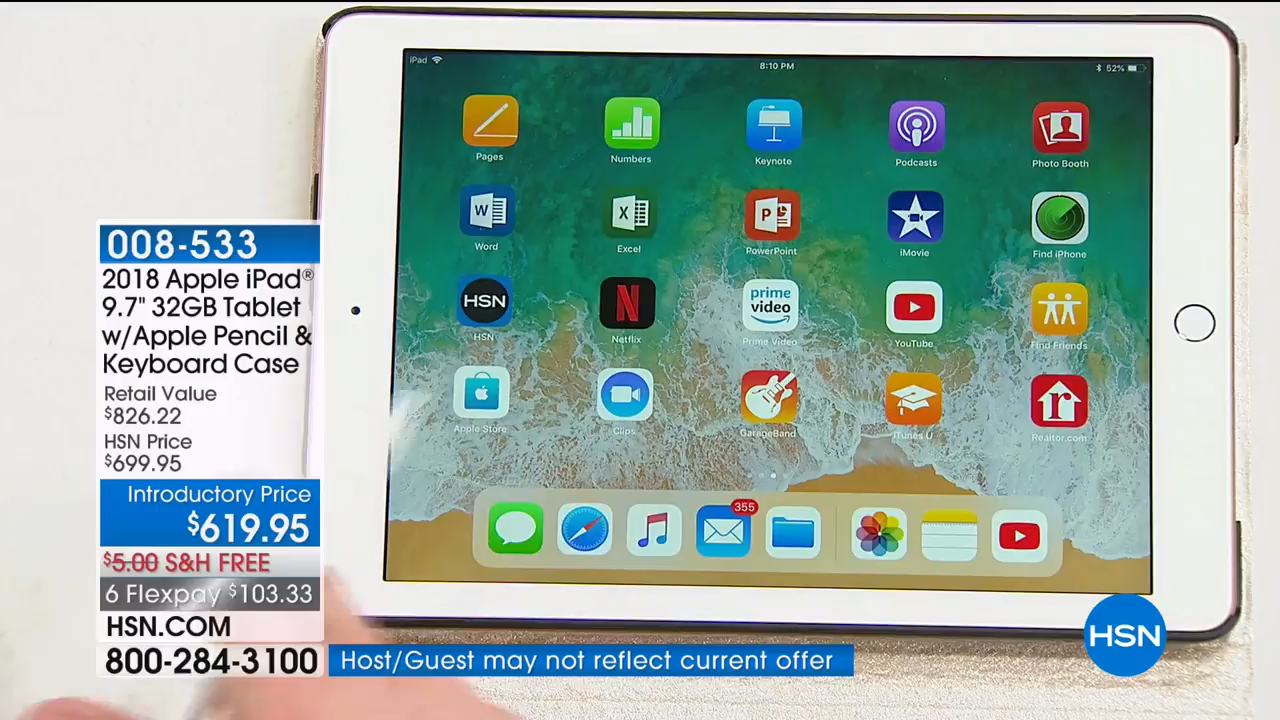 iPad
8:10 PM
52%
Pages
Numbers
Keynote
Podcasts
Photo Booth
W
Word
X
Excel
P
PowerPoint
iMovie
Find iPhone
HSN
HSN
N
Netflix
prime
video
Prime Video
YouTube
Find Friends
Apple Store
Clips
GarageBand
iTunes U
r
Realtor.com
355
008-533
2018 Apple iPad®
9.7" 32GB Tablet
w/Apple Pencil &
Keyboard Case
Retail Value
$826.22
HSN Price
$699.95
Introductory Price
$619.95
$5.00 S&H FREE
6 Flexpay $103.33
HSN.COM
800-284-3100
Host/Guest may not reflect current offer
HSN